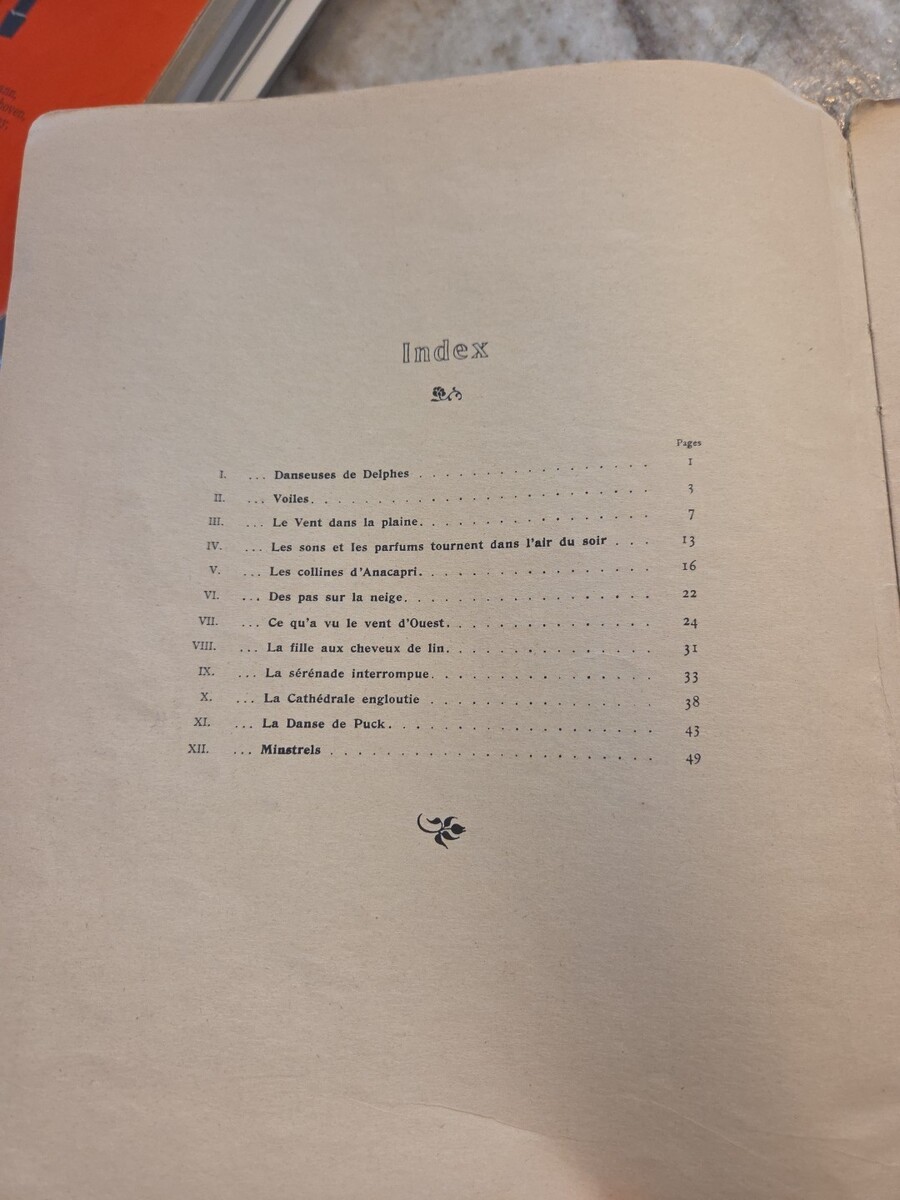 Index
Pages
I. ... Danseuses de Delphes . . . . . . . . . . . . . . . . . . 1
II. ... Voiles. . . . . . . . . . . . . . . . . . . . . . . . . . 3
III. ... Le Vent dans la plaine. . . . . . . . . . . . . . . . . . 7
IV. ... Les sons et les parfums tournent dans l'air du soir . . . 13
V. ... Les collines d'Anacapri. . . . . . . . . . . . . . . . . . 16
VI. ... Des pas sur la neige. . . . . . . . . . . . . . . . . . . 22
VII. ... Ce qu'a vu le vent d'Ouest. . . . . . . . . . . . . . . . 24
VIII. ... La fille aux cheveux de lin. . . . . . . . . . . . . . . 31
IX. ... La sérénade interrompue. . . . . . . . . . . . . . . . . 33
X. ... La Cathédrale engloutie . . . . . . . . . . . . . . . . . 38
XI. ... La Danse de Puck. . . . . . . . . . . . . . . . . . . . . 43
XII. ... Minstrels . . . . . . . . . . . . . . . . . . . . . . . . 49